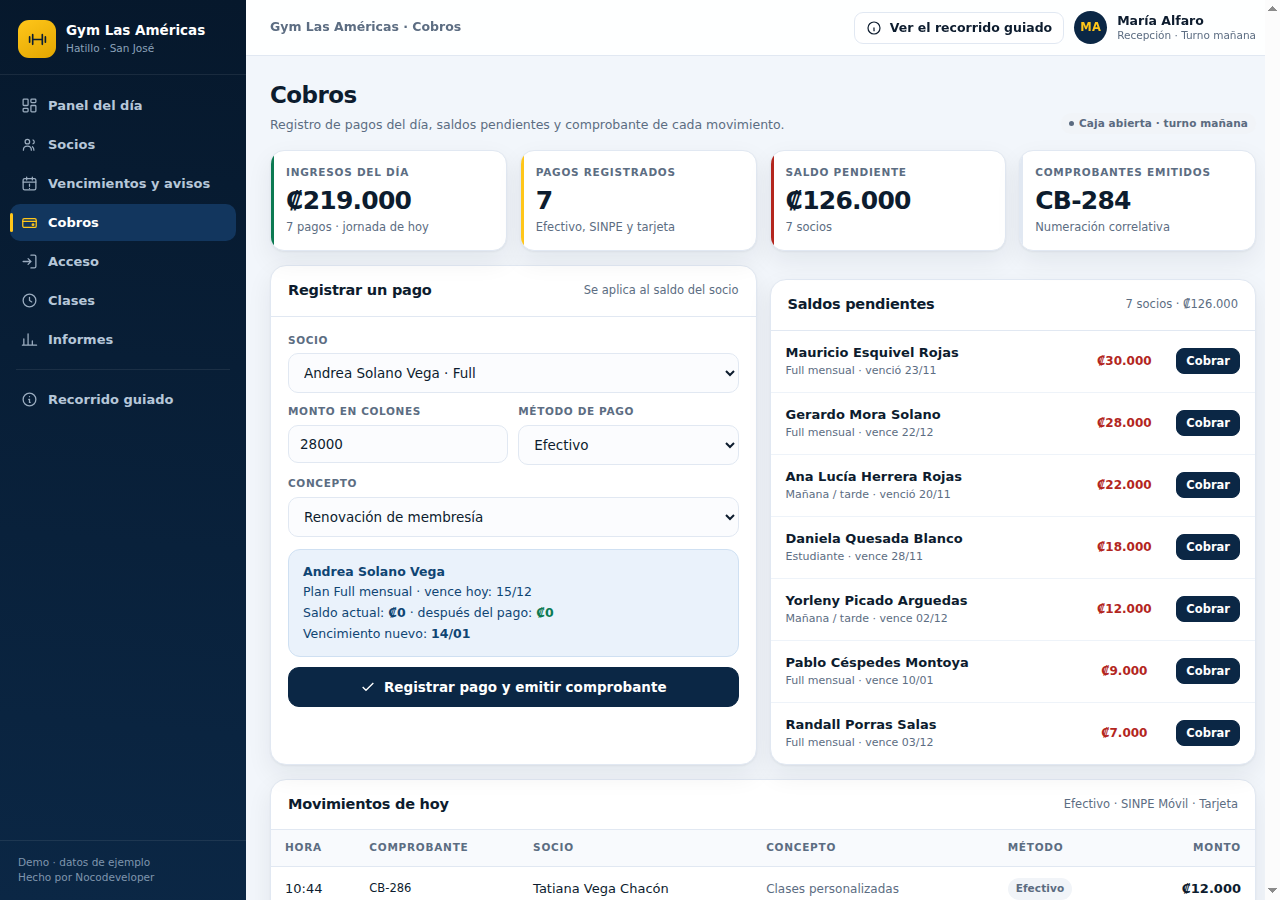 Gym Las Américas
Hatillo · San José
Panel del día
Socios
Vencimientos y avisos
Cobros
Acceso
Clases
Informes
Recorrido guiado
Demo · datos de ejemplo
Hecho por Nocodeveloper
Gym Las Américas · Cobros
Ver el recorrido guiado
MA
María Alfaro
Recepción · Turno mañana
Cobros
Registro de pagos del día, saldos pendientes y comprobante de cada movimiento.
Caja abierta · turno mañana
INGRESOS DEL DÍA
₡219.000
7 pagos · jornada de hoy
PAGOS REGISTRADOS
7
Efectivo, SINPE y tarjeta
SALDO PENDIENTE
₡126.000
7 socios
COMPROBANTES EMITIDOS
CB-284
Numeración correlativa
Registrar un pago
Se aplica al saldo del socio
SOCIO
Andrea Solano Vega · Full
MONTO EN COLONES
MÉTODO DE PAGO
28000
Efectivo
CONCEPTO
Renovación de membresía
Andrea Solano Vega
Plan Full mensual · vence hoy: 15/12
Saldo actual: ₡0 · después del pago: ₡0
Vencimiento nuevo: 14/01
Registrar pago y emitir comprobante
Saldos pendientes
7 socios · ₡126.000
Mauricio Esquivel Rojas
Full mensual · venció 23/11
₡30.000
Cobrar
Gerardo Mora Solano
Full mensual · vence 22/12
₡28.000
Cobrar
Ana Lucía Herrera Rojas
Mañana / tarde · venció 20/11
₡22.000
Cobrar
Daniela Quesada Blanco
Estudiante · vence 28/11
₡18.000
Cobrar
Yorleny Picado Arguedas
Mañana / tarde · vence 02/12
₡12.000
Cobrar
Pablo Céspedes Montoya
Full mensual · vence 10/01
₡9.000
Cobrar
Randall Porras Salas
Full mensual · vence 03/12
₡7.000
Cobrar
Movimientos de hoy
Efectivo · SINPE Móvil · Tarjeta
HORA COMPROBANTE SOCIO CONCEPTO MÉTODO MONTO
10:44 CB-286 Tatiana Vega Chacón Clases personalizadas Efectivo ₡12.000